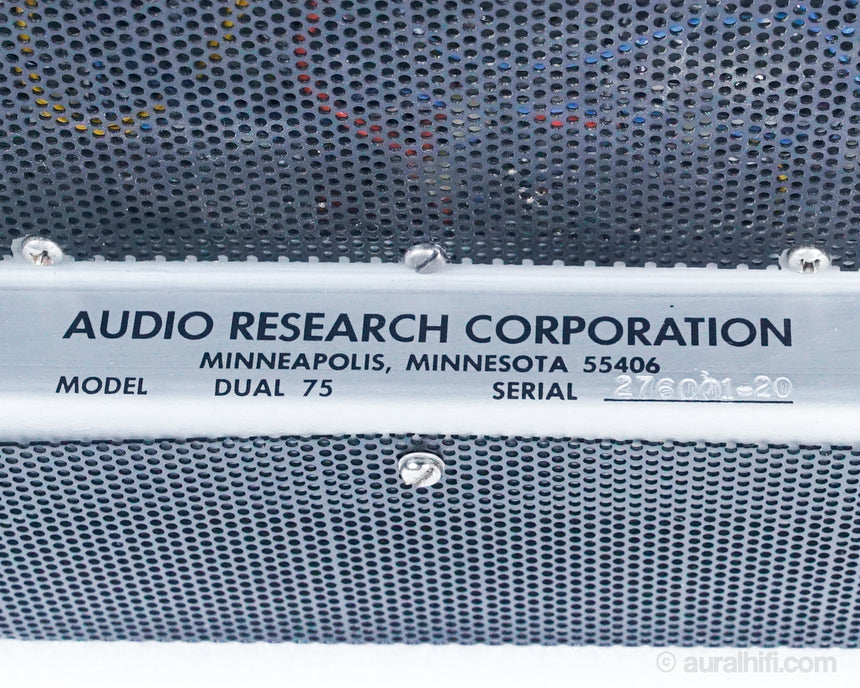 AUDIO RESEARCH CORPORATION
MINNEAPOLIS, MINNESOTA 55406
MODEL DUAL 75 SERIAL 276001-20
© auralhifi.com